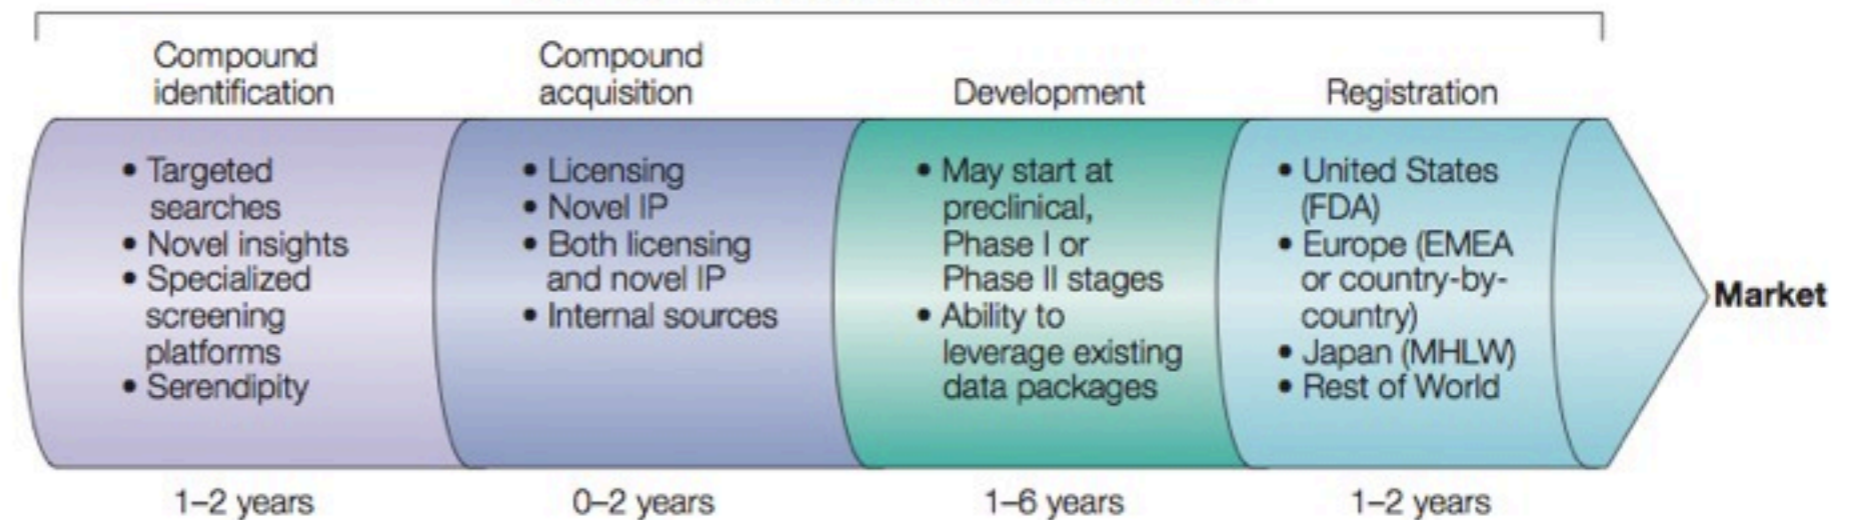 Compound
identification
Compound
acquisition
Development
Registration
• Targeted
searches
• Novel insights
• Specialized
screening
platforms
• Serendipity
• Licensing
• Novel IP
• Both licensing
and novel IP
• Internal sources
• May start at
preclinical,
Phase I or
Phase II stages
• Ability to
leverage existing
data packages
• United States
(FDA)
• Europe (EMEA
or country-by-
country)
• Japan (MHLW)
• Rest of World
Market
1–2 years
0–2 years
1–6 years
1–2 years